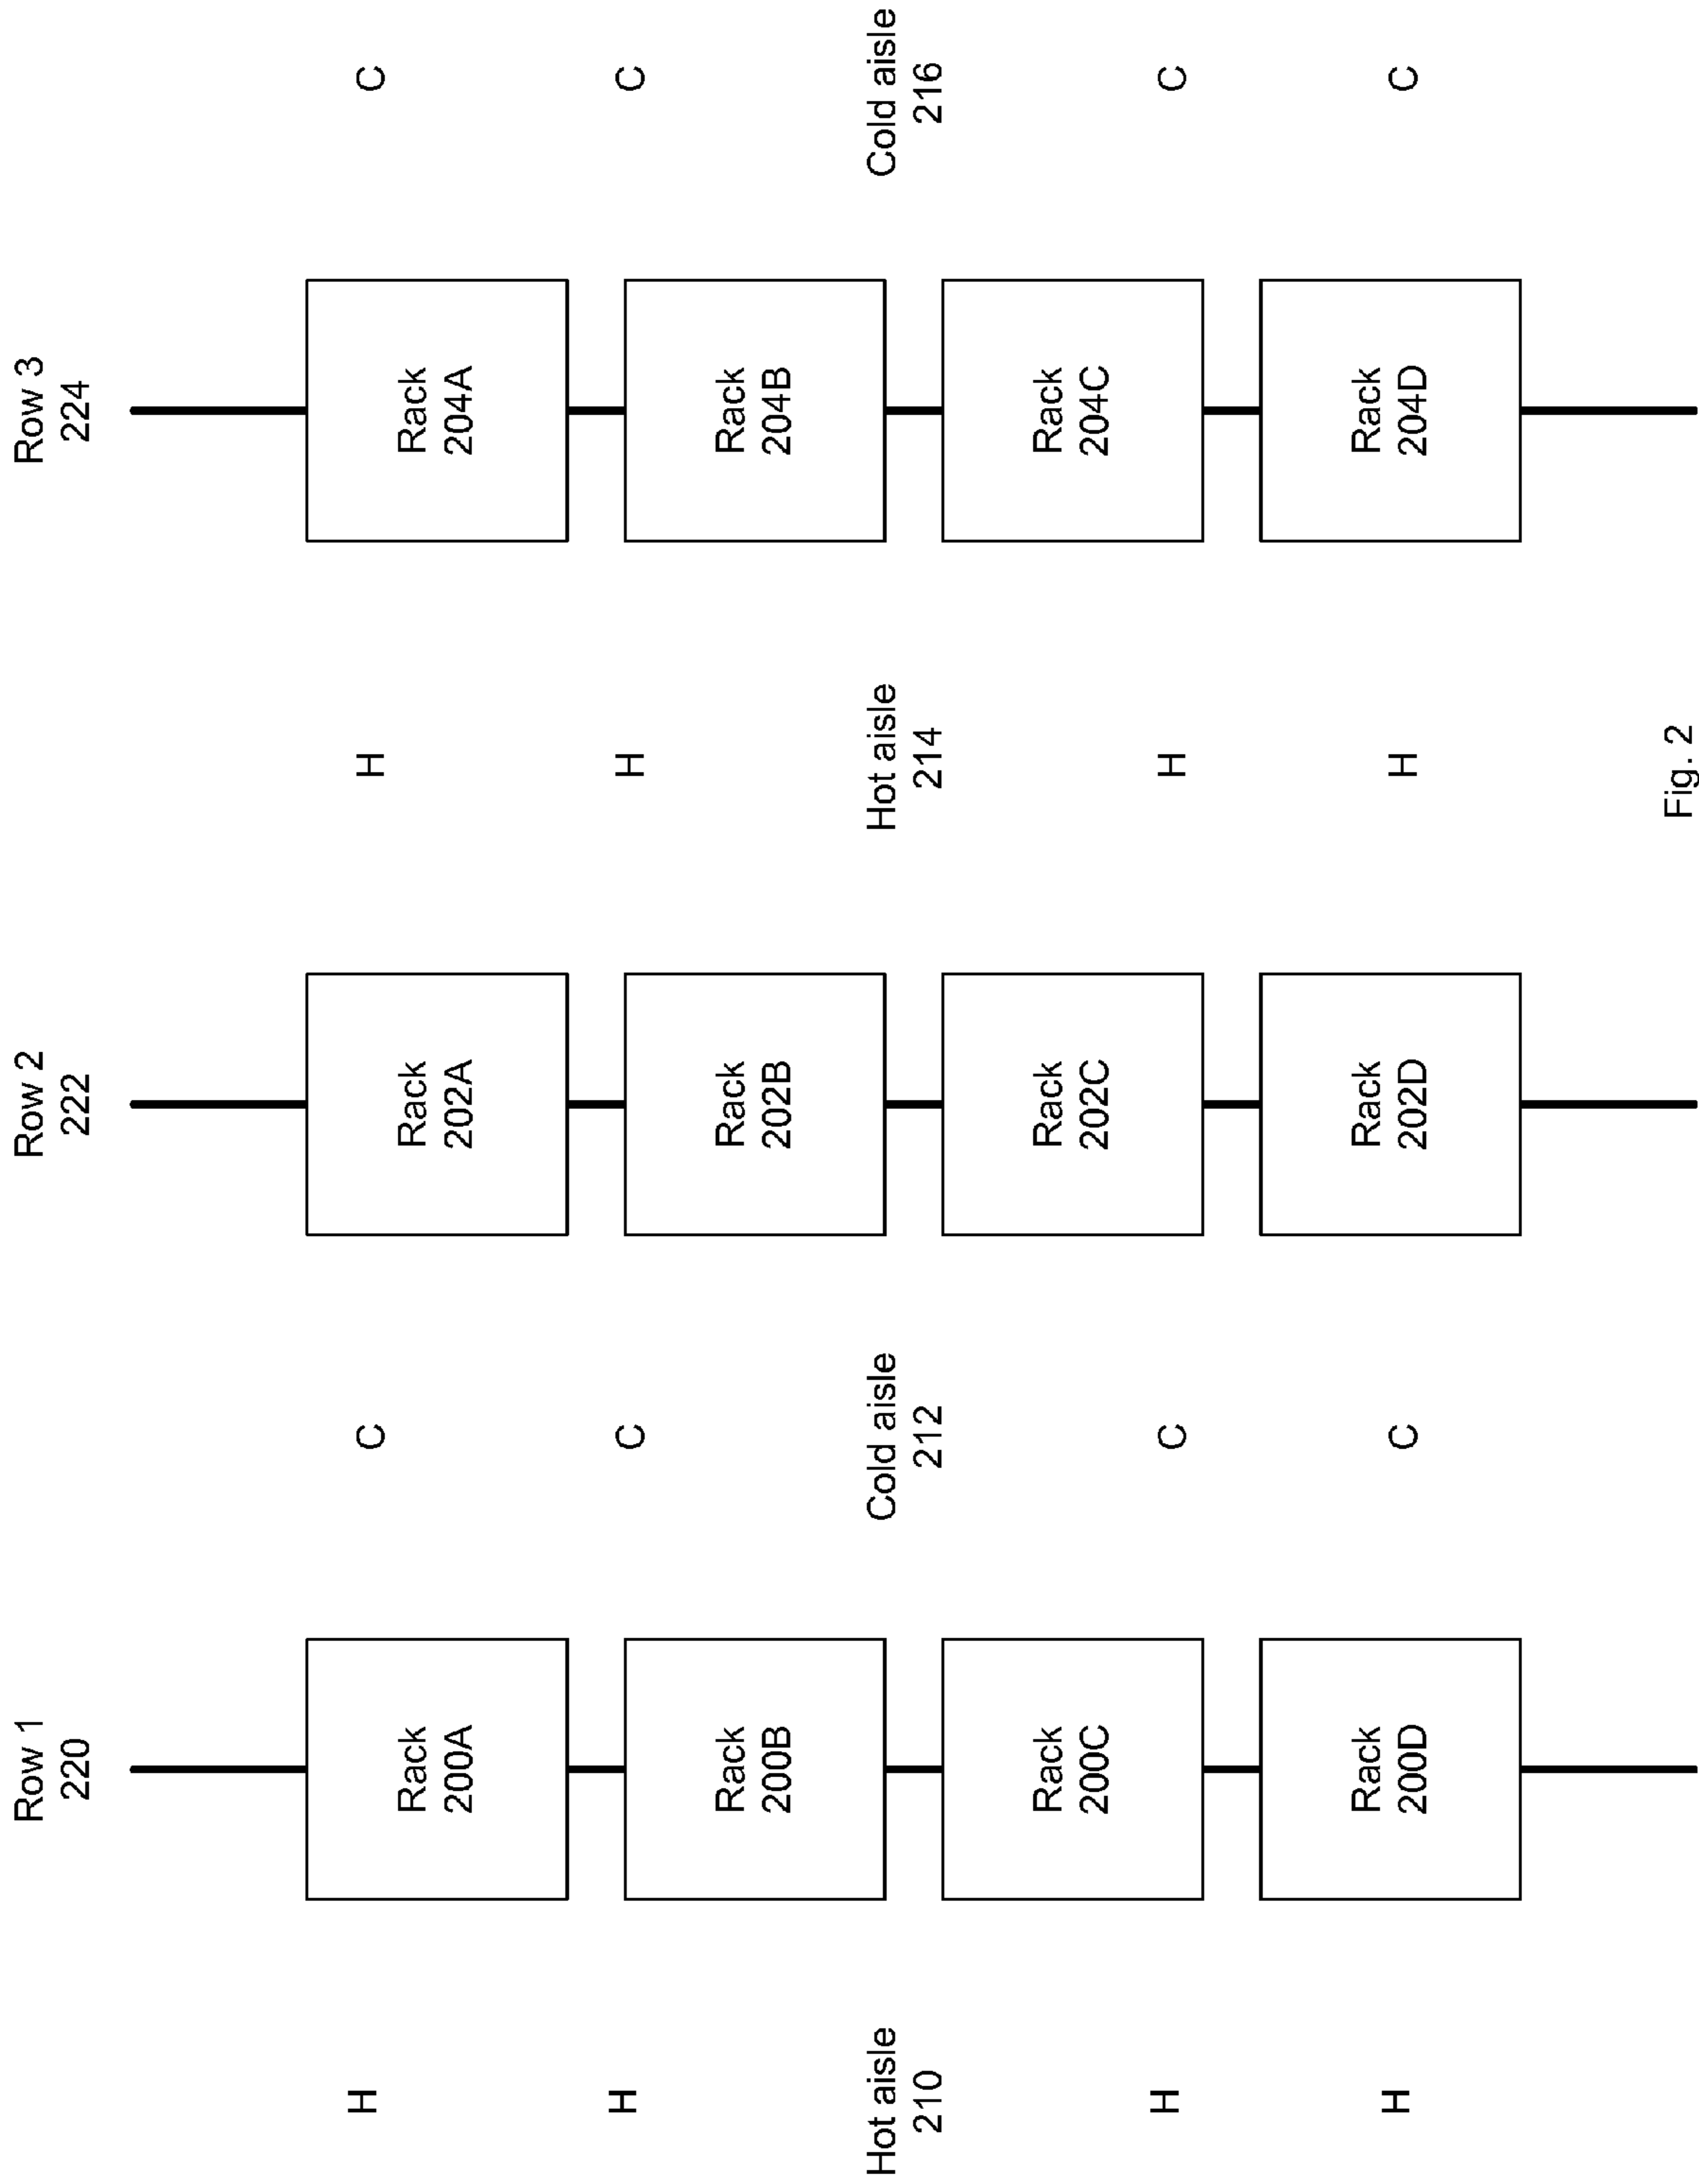 Row 1
220
Row 2
222
Row 3
224
H
C
H
C
Rack
200A
Rack
202A
Rack
204A
H
C
H
C
Rack
200B
Rack
202B
Rack
204B
Hot aisle
210
Cold aisle
212
Hot aisle
214
Cold aisle
216
Rack
200C
Rack
202C
Rack
204C
H
C
H
C
Rack
200D
Rack
202D
Rack
204D
H
C
H
C
Fig. 2